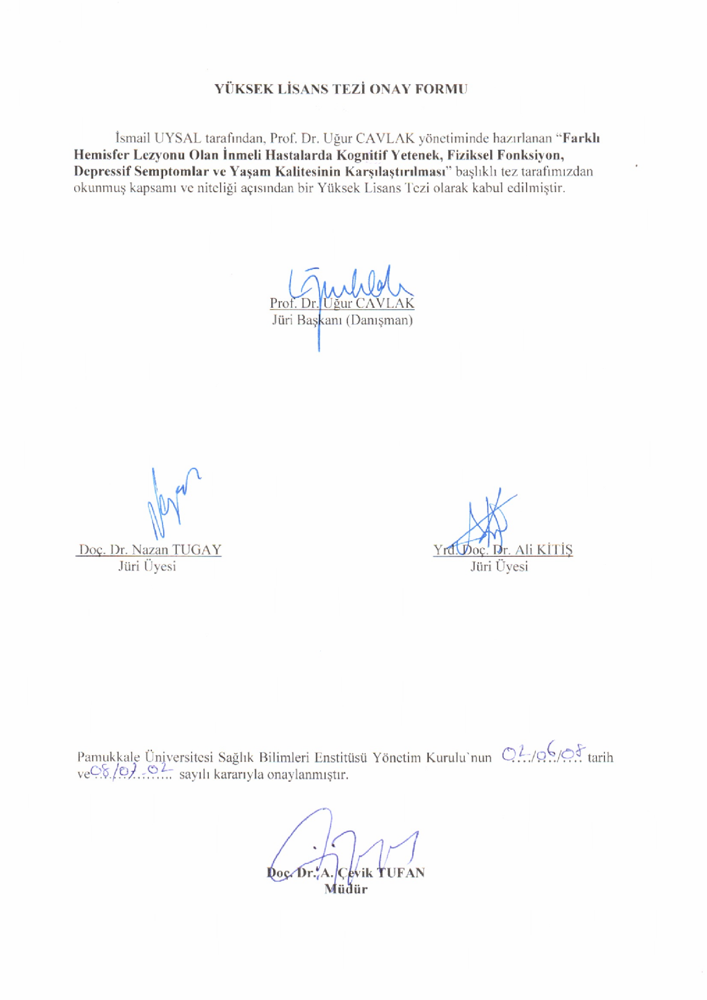 YÜKSEK LİSANS TEZİ ONAY FORMU
İsmail UYSAL tarafından, Prof. Dr. Uğur CAVLAK yönetiminde hazırlanan “Farklı
Hemisfer Lezyonu Olan İnmeli Hastalarda Kognitif Yetenek, Fiziksel Fonksiyon,
Depressif Semptomlar ve Yaşam Kalitesinin Karşılaştırılması” başlıklı tez tarafımızdan
okunmuş kapsamı ve niteliği açısından bir Yüksek Lisans Tezi olarak kabul edilmiştir.
Prof. Dr. Uğur CAVLAK
Jüri Başkanı (Danışman)
Doç. Dr. Nazan TUGAY
Jüri Üyesi
Yrd. Doç. Dr. Ali KİTİŞ
Jüri Üyesi
Pamukkale Üniversitesi Sağlık Bilimleri Enstitüsü Yönetim Kurulu`nun 02/06/08 tarih
ve 08/07-02 sayılı kararıyla onaylanmıştır.
Doç. Dr. A. Çevik TUFAN
Müdür